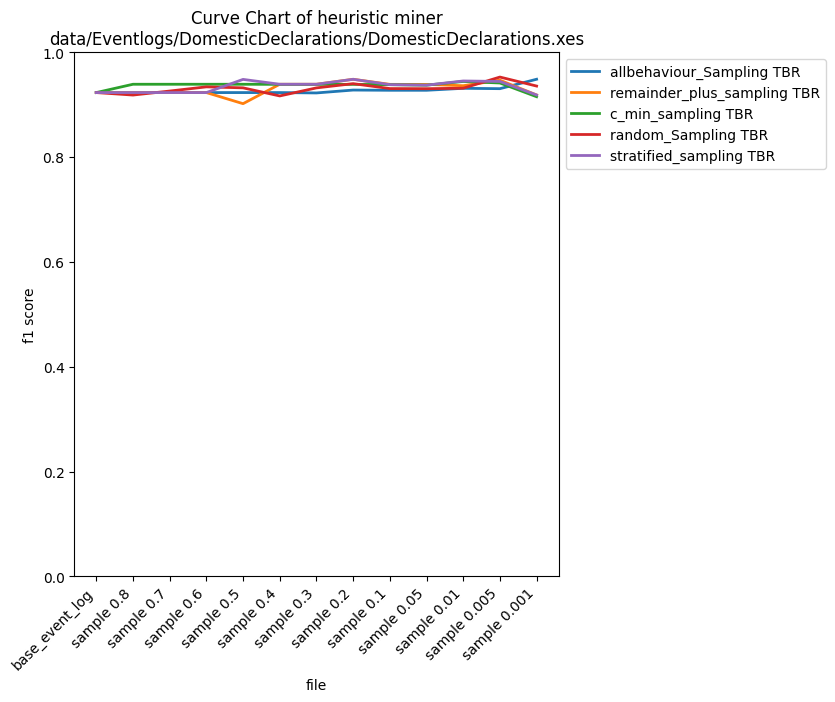 Curve Chart of heuristic miner
data/Eventlogs/DomesticDeclarations/DomesticDeclarations.xes
1.0
0.8
0.6
0.4
0.2
0.0
f1 score
base_event_log
sample 0.8
sample 0.7
sample 0.6
sample 0.5
sample 0.4
sample 0.3
sample 0.2
sample 0.1
sample 0.05
sample 0.01
sample 0.005
sample 0.001
file
allbehaviour_Sampling TBR
remainder_plus_sampling TBR
c_min_sampling TBR
random_Sampling TBR
stratified_sampling TBR